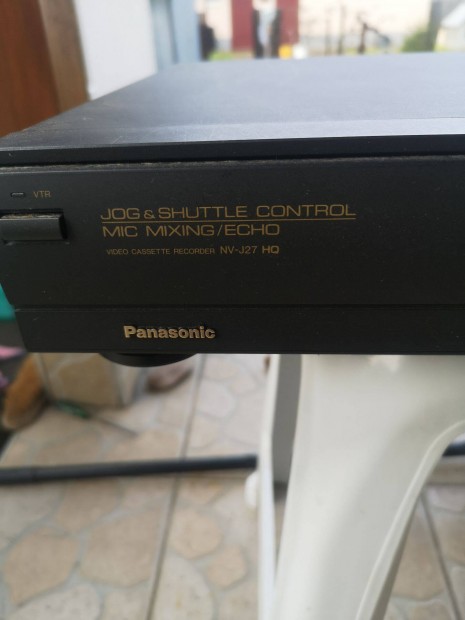 VTR
JOG & SHUTTLE CONTROL
MIC MIXING/ECHO
VIDEO CASSETTE RECORDER NV-J27 HQ
Panasonic